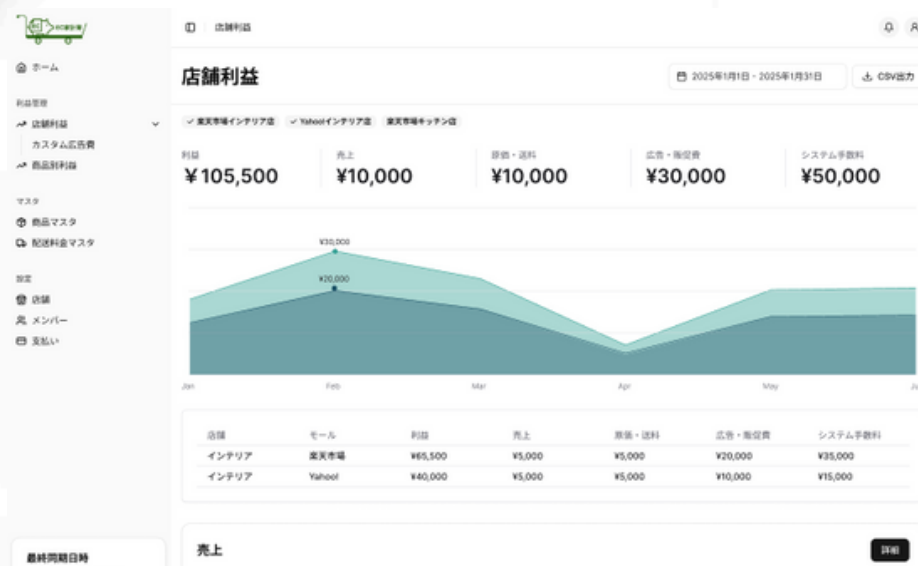 店舗利益
ホーム
利益管理
店舗利益
カスタム広告費
商品別利益
マスタ
商品マスタ
配送料金マスタ
設定
店舗
メンバー
支払い
最終同期日時
店舗利益
2025年1月1日 - 2025年1月31日
CSV出力
楽天市場インテリア店 Yahoo!インテリア店 楽天市場キッチン店
利益 売上 原価・送料 広告・販促費 システム手数料
¥105,500 ¥10,000 ¥10,000 ¥30,000 ¥50,000
¥30,000
¥20,000
Jan Feb Mar Apr May
店舗 モール 利益 売上 原価・送料 広告・販促費 システム手数料
インテリア 楽天市場 ¥65,500 ¥5,000 ¥5,000 ¥20,000 ¥35,000
インテリア Yahoo! ¥40,000 ¥5,000 ¥5,000 ¥10,000 ¥15,000
売上
詳細